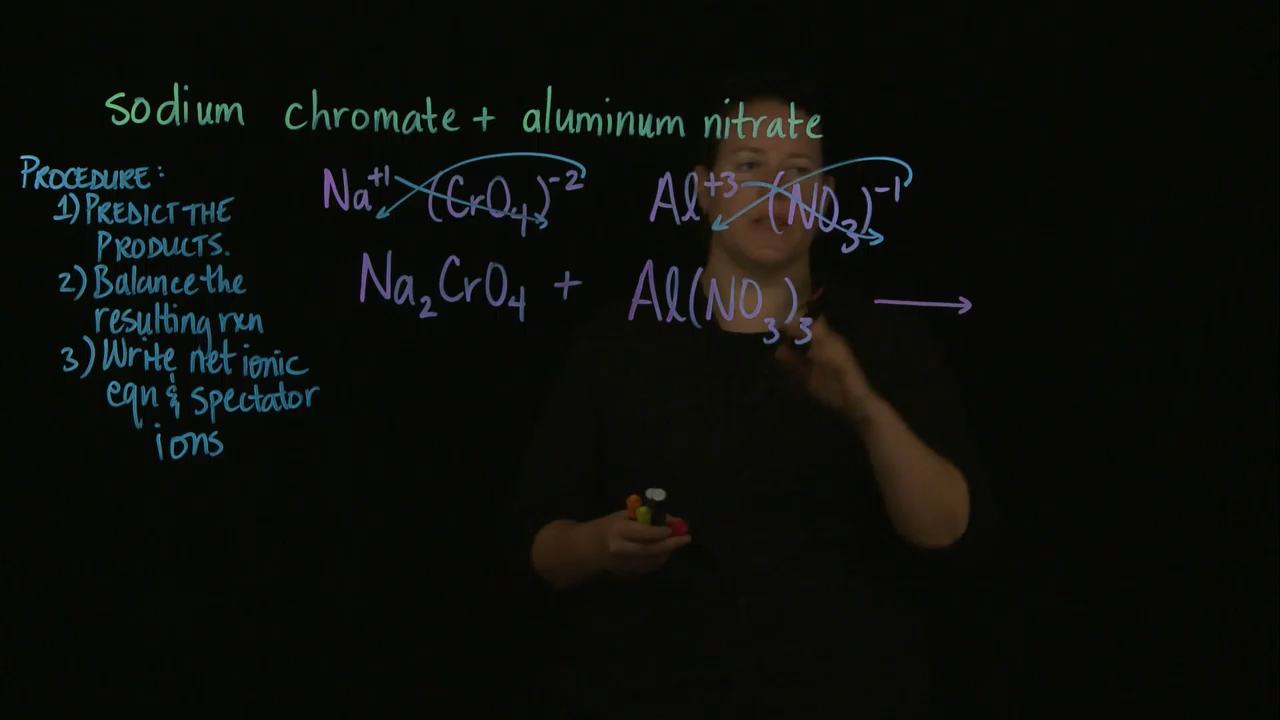 sodium chromate + aluminum nitrate
PROCEDURE:
1) PREDICT THE
PRODUCTS.
2) Balance the
resulting rxn
3) Write net ionic
eqn & spectator
ions
Na⁺¹ (CrO₄)⁻² Al⁺³ (NO₃)⁻¹
Na₂CrO₄ + Al(NO₃)₃ ⟶